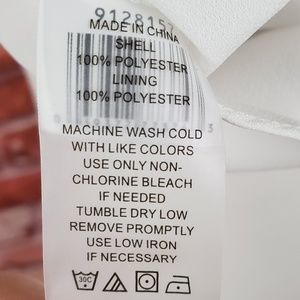 MADE IN CHINA
SHELL
100% POLYESTER
LINING
100% POLYESTER
MACHINE WASH COLD
WITH LIKE COLORS
USE ONLY NON-
CHLORINE BLEACH
IF NEEDED
TUMBLE DRY LOW
REMOVE PROMPTLY
USE LOW IRON
IF NECESSARY
30C